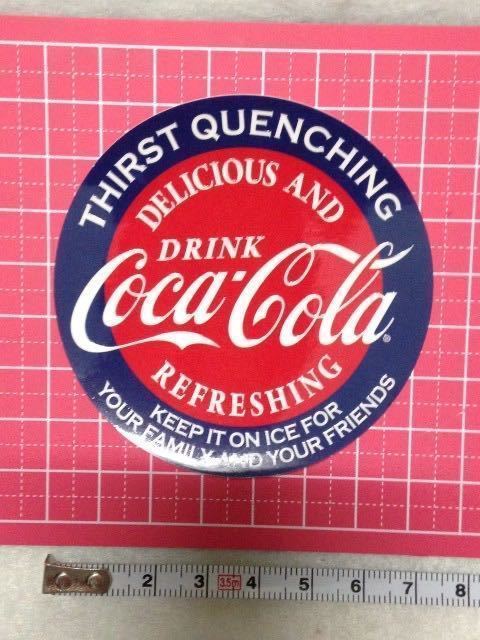 THIRST QUENCHING
DELICIOUS AND
DRINK
Coca-Cola
REFRESHING
KEEP IT ON ICE FOR
YOUR FAMILY AND YOUR FRIENDS
2 3 3.5m 4 5 6 7 8